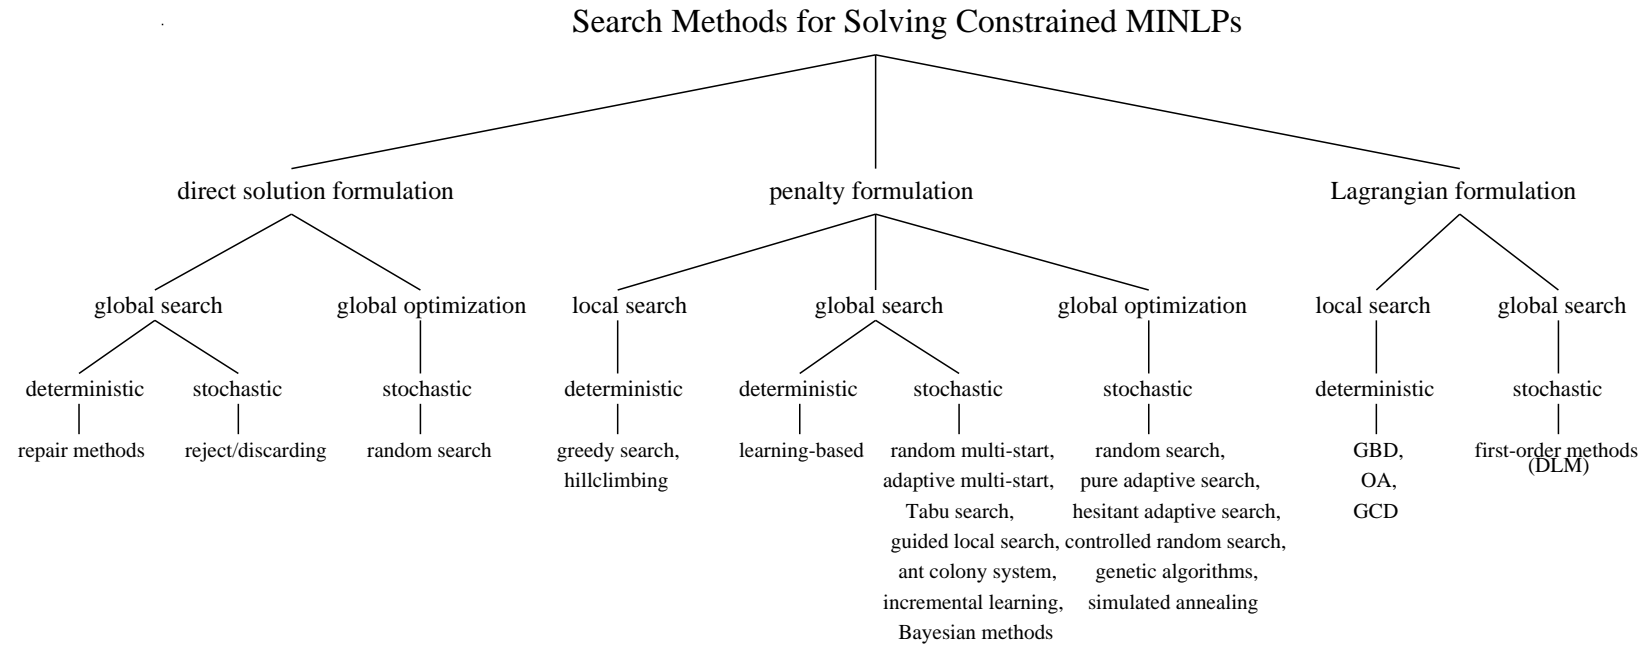 Search Methods for Solving Constrained MINLPs
direct solution formulation
penalty formulation
Lagrangian formulation
global search
global optimization
local search
global search
global optimization
local search
global search
deterministic
stochastic
stochastic
deterministic
deterministic
stochastic
stochastic
deterministic
stochastic
repair methods
reject/discarding
random search
greedy search,
hillclimbing
learning-based
random multi-start,
adaptive multi-start,
Tabu search,
guided local search,
ant colony system,
incremental learning,
Bayesian methods
random search,
pure adaptive search,
hesitant adaptive search,
controlled random search,
genetic algorithms,
simulated annealing
GBD,
OA,
GCD
first-order methods
(DLM)